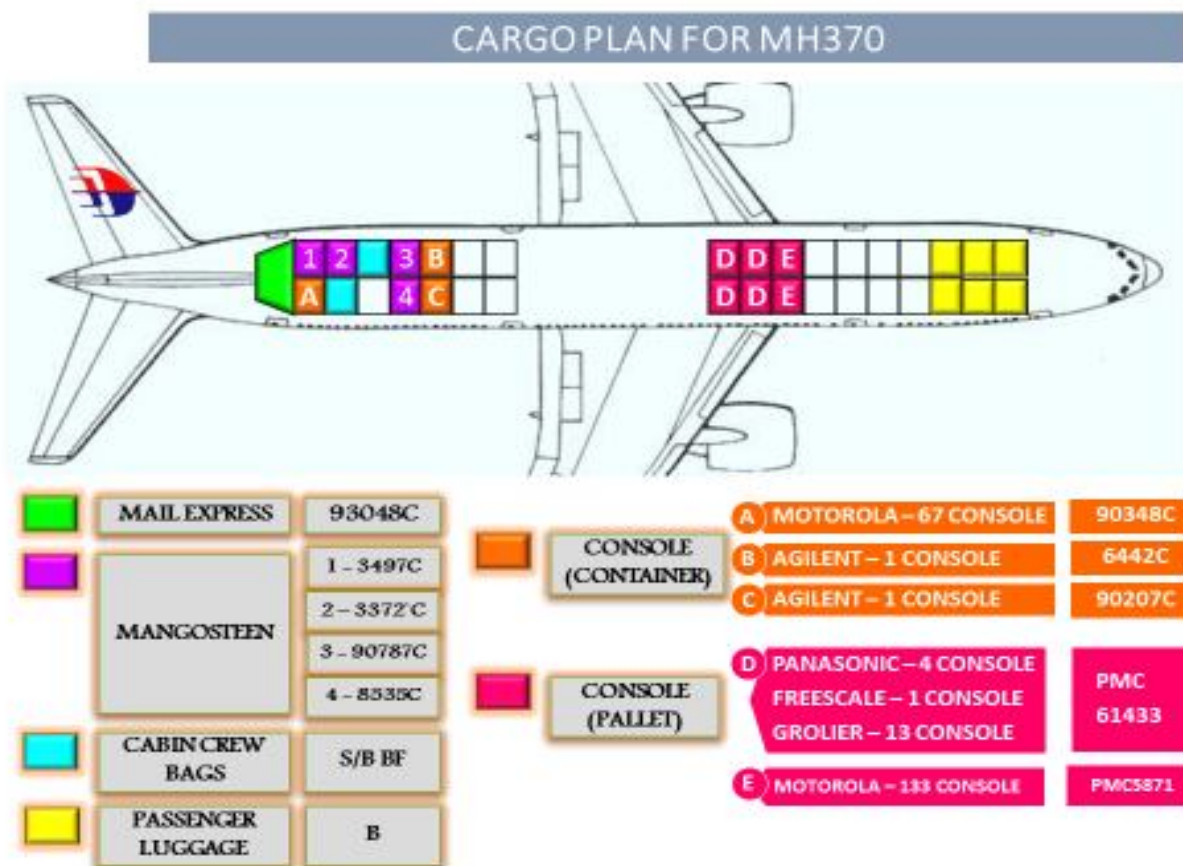 CARGO PLAN FOR MH370
1 2 3 B
A 4 C
D D E
D D E
MAIL EXPRESS 93048C
MANGOSTEEN
1 - 3497C
2 - 3372 C
3 - 90787C
4 - 8535C
CABIN CREW
BAGS
S/B BF
PASSENGER
LUGGAGE
B
CONSOLE
(CONTAINER)
A MOTOROLA – 67 CONSOLE 90348C
B AGILENT – 1 CONSOLE 6442C
C AGILENT – 1 CONSOLE 90207C
CONSOLE
(PALLET)
D PANASONIC – 4 CONSOLE
FREESCALE – 1 CONSOLE
GROLIER – 13 CONSOLE
PMC
61433
E MOTOROLA – 133 CONSOLE PMC5871